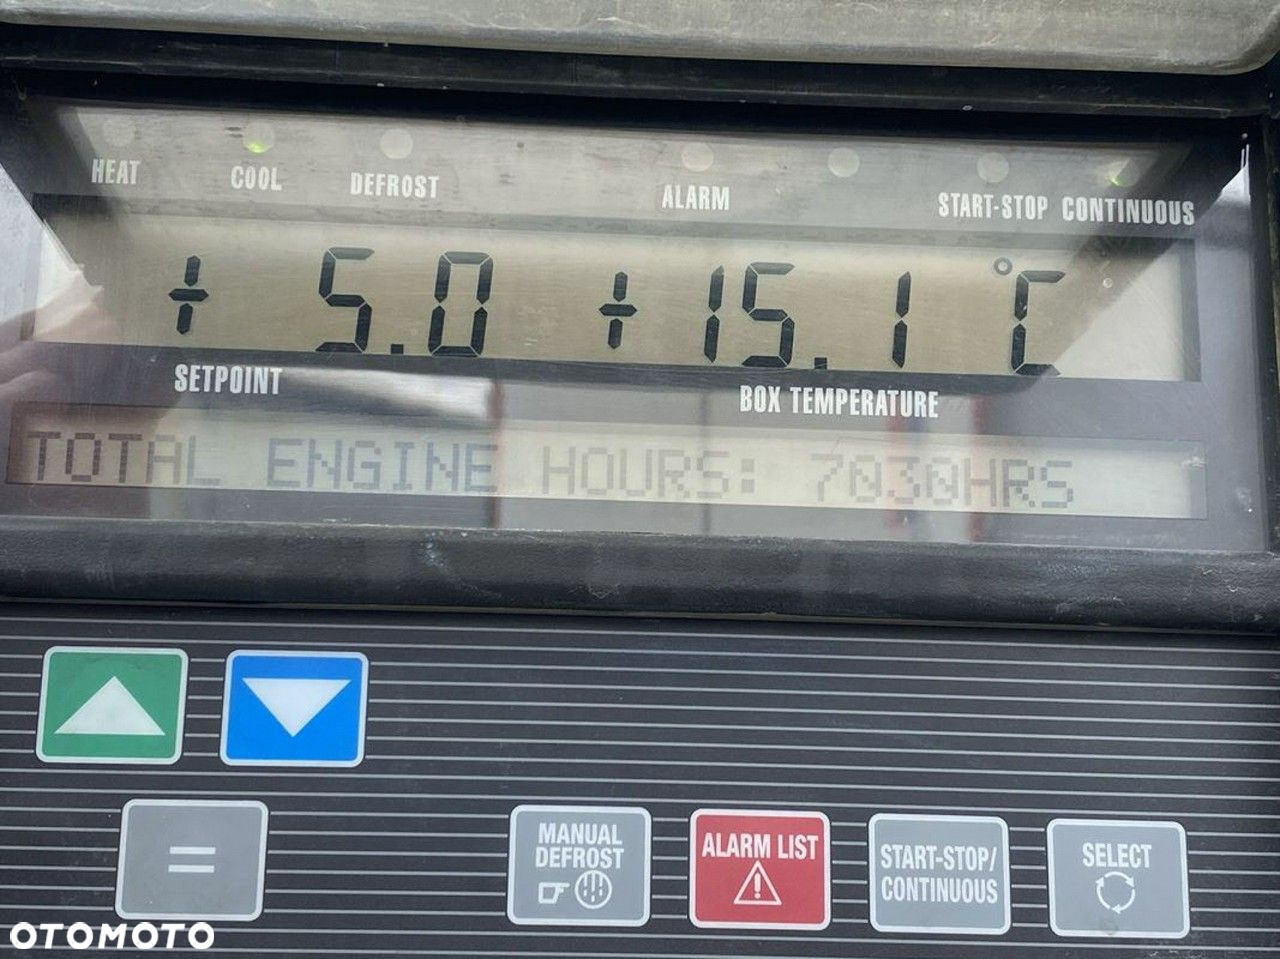 HEAT COOL DEFROST ALARM START-STOP CONTINUOUS
+ 5.0 +15.1 °C
SETPOINT BOX TEMPERATURE
TOTAL ENGINE HOURS: 7030HRS
=
MANUAL DEFROST
ALARM LIST
START-STOP/
CONTINUOUS
SELECT
OTOMOTO